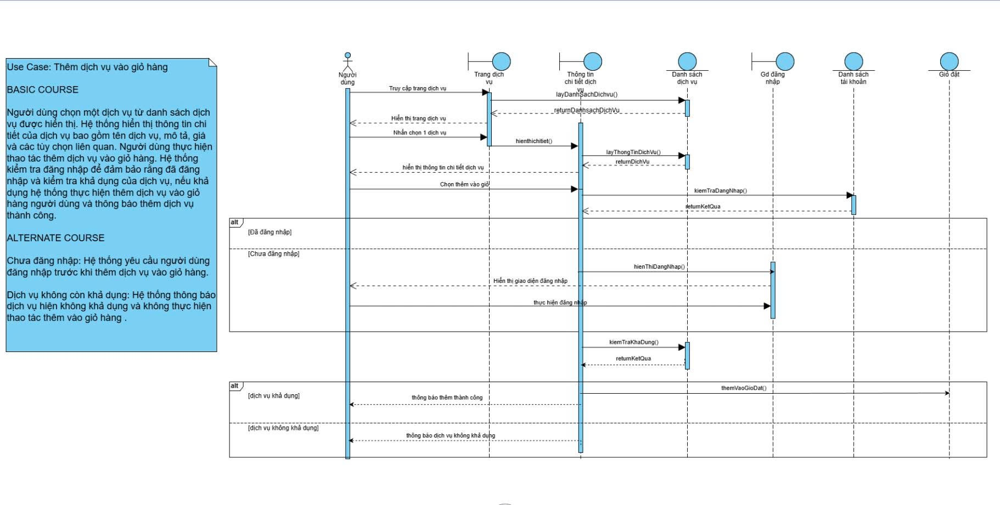 Use Case: Thêm dịch vụ vào giỏ hàng
BASIC COURSE
Người dùng chọn một dịch vụ từ danh sách dịch
vụ được hiển thị. Hệ thống hiển thị thông tin chi
tiết của dịch vụ bao gồm tên dịch vụ, mô tả, giá
và các tùy chọn liên quan. Người dùng thực hiện
thao tác thêm dịch vụ vào giỏ hàng. Hệ thống
kiểm tra đăng nhập để đảm bảo rằng đã đăng
nhập và kiểm tra khả dụng của dịch vụ, nếu khả
dụng hệ thống thực hiện thêm dịch vụ vào giỏ
hàng người dùng và thông báo thêm dịch vụ
thành công.
ALTERNATE COURSE
Chưa đăng nhập: Hệ thống yêu cầu người dùng
đăng nhập trước khi thêm dịch vụ vào giỏ hàng.
Dịch vụ không còn khả dụng: Hệ thống thông báo
dịch vụ hiện không khả dụng và không thực hiện
thao tác thêm vào giỏ hàng .
Người
dùng
Trang dịch
vụ
Thông tin
chi tiết dịch
vụ
Danh sách
dịch vụ
Gd đăng
nhập
Danh sách
tài khoản
Giỏ đặt
Truy cập trang dịch vụ
layDanhSachDichvu()
returnDanhsachDichVu
Hiển thị trang dịch vụ
Nhấn chọn 1 dịch vụ
hienthichitiet()
layThongTinDichVu()
returnDichVu
hiển thị thông tin chi tiết dịch vụ
Chọn thêm vào giỏ
kiemTraDangNhap()
returnKetQua
alt
[Đã đăng nhập]
[Chưa đăng nhập]
hienThiDangNhap()
Hiển thị giao diện đăng nhập
thực hiện đăng nhập
kiemTraKhaDung()
returnKetQua
alt
[dịch vụ khả dụng]
themVaoGioDat()
thông báo thêm thành công
[dịch vụ không khả dụng]
thông báo dịch vụ không khả dụng